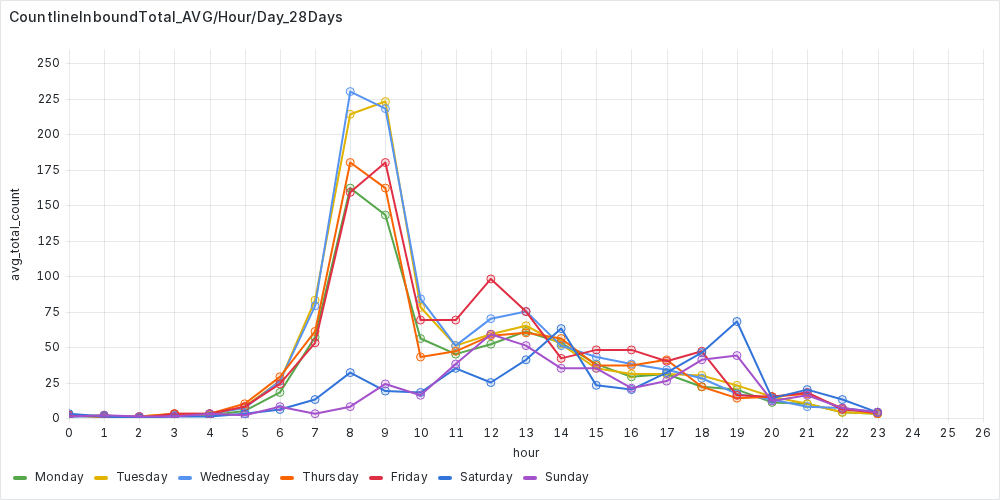 CountlineInboundTotal_AVG/Hour/Day_28Days
avg_total_count
250
225
200
175
150
125
100
75
50
25
0
0 1 2 3 4 5 6 7 8 9 10 11 12 13 14 15 16 17 18 19 20 21 22 23 24 25 26
hour
Monday Tuesday Wednesday Thursday Friday Saturday Sunday